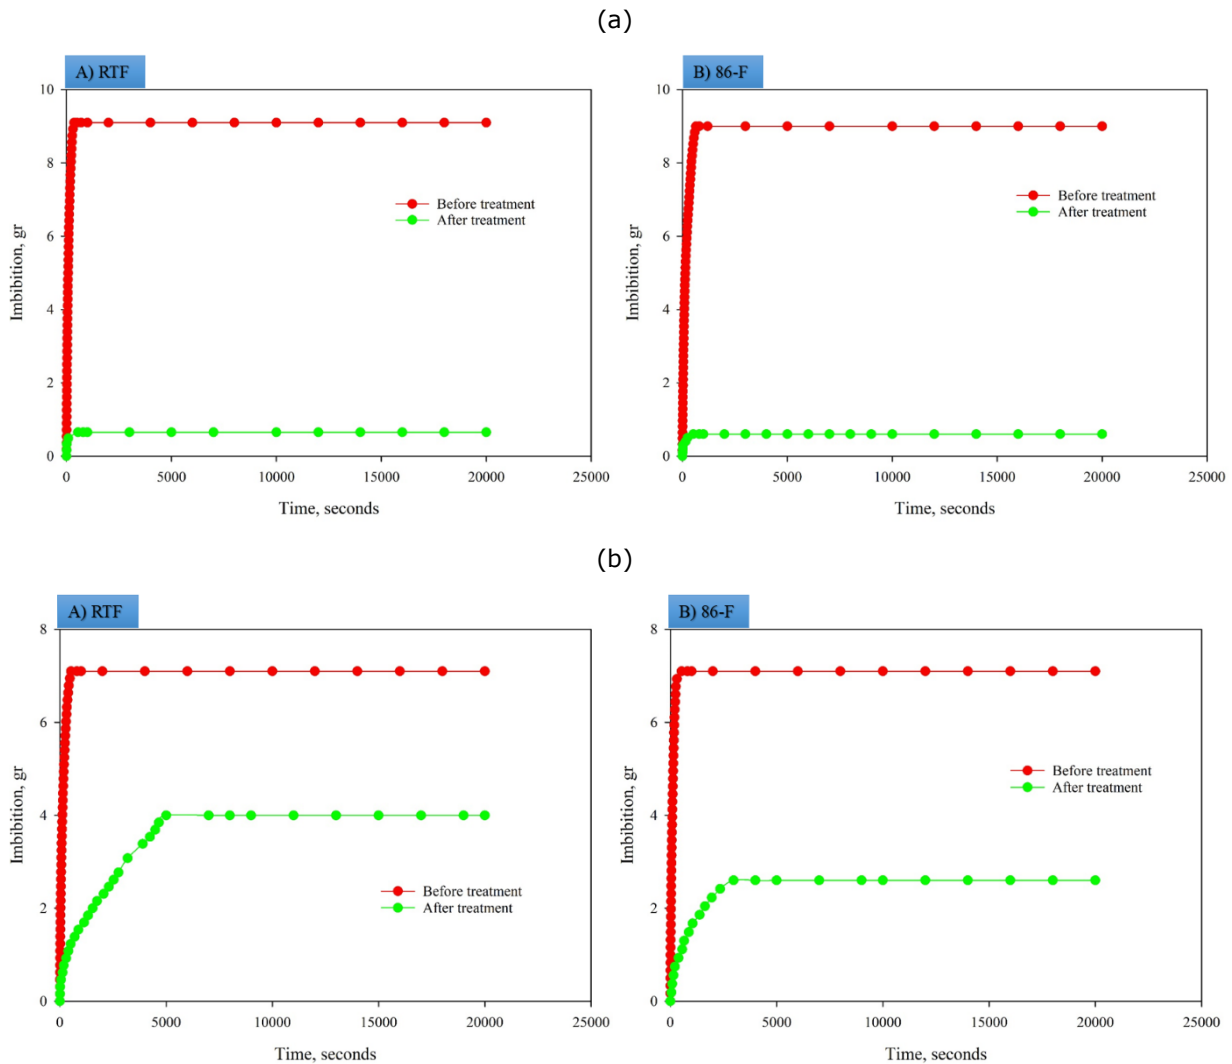 (a)
A) RTF
10
8
6
4
2
0
Imbibition, gr
Before treatment
After treatment
0 5000 10000 15000 20000 25000
Time, seconds
B) 86-F
10
8
6
4
2
0
Imbibition, gr
Before treatment
After treatment
0 5000 10000 15000 20000 25000
Time, seconds
(b)
A) RTF
8
6
4
2
0
Imbibition, gr
Before treatment
After treatment
0 5000 10000 15000 20000 25000
Time, seconds
B) 86-F
8
6
4
2
0
Imbibition, gr
Before treatment
After treatment
0 5000 10000 15000 20000 25000
Time, seconds